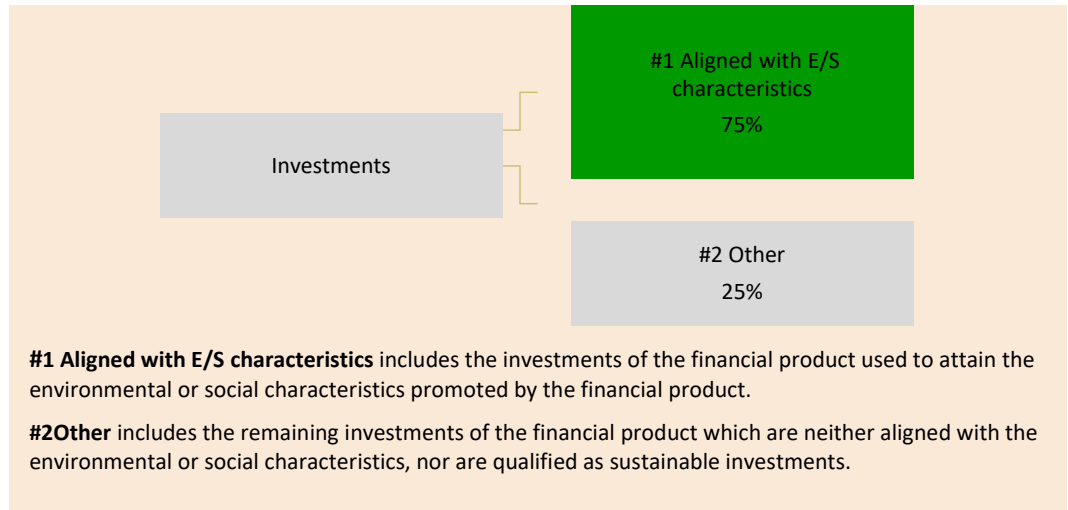 #1 Aligned with E/S
characteristics
75%
Investments
#2 Other
25%
#1 Aligned with E/S characteristics includes the investments of the financial product used to attain the
environmental or social characteristics promoted by the financial product.
#2Other includes the remaining investments of the financial product which are neither aligned with the
environmental or social characteristics, nor are qualified as sustainable investments.